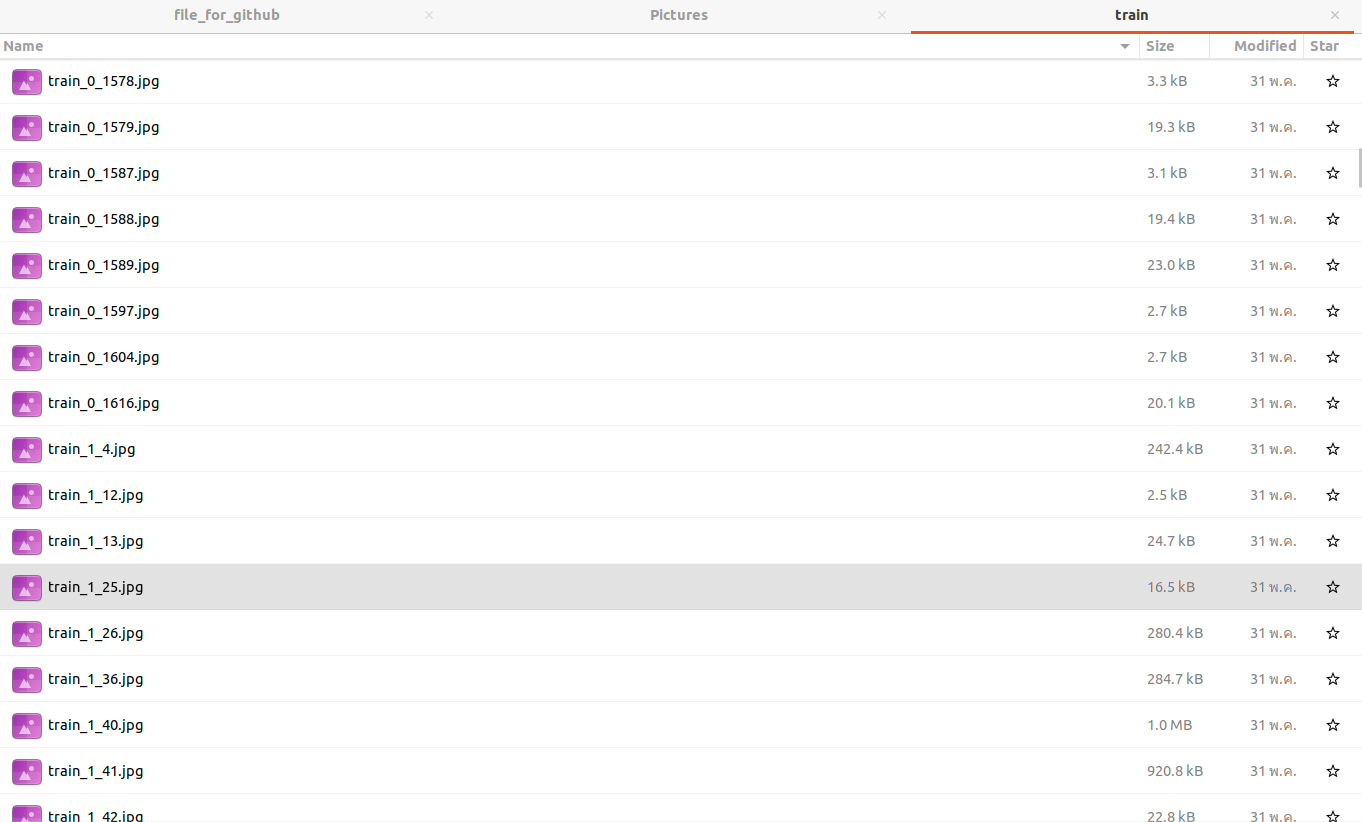 file_for_github × Pictures × train ×
Name Size Modified Star
train_0_1578.jpg 3.3 kB 31 พ.ค.
train_0_1579.jpg 19.3 kB 31 พ.ค.
train_0_1587.jpg 3.1 kB 31 พ.ค.
train_0_1588.jpg 19.4 kB 31 พ.ค.
train_0_1589.jpg 23.0 kB 31 พ.ค.
train_0_1597.jpg 2.7 kB 31 พ.ค.
train_0_1604.jpg 2.7 kB 31 พ.ค.
train_0_1616.jpg 20.1 kB 31 พ.ค.
train_1_4.jpg 242.4 kB 31 พ.ค.
train_1_12.jpg 2.5 kB 31 พ.ค.
train_1_13.jpg 24.7 kB 31 พ.ค.
train_1_25.jpg 16.5 kB 31 พ.ค.
train_1_26.jpg 280.4 kB 31 พ.ค.
train_1_36.jpg 284.7 kB 31 พ.ค.
train_1_40.jpg 1.0 MB 31 พ.ค.
train_1_41.jpg 920.8 kB 31 พ.ค.
train_1_42.jpg 22.8 kB 31 พ.ค.